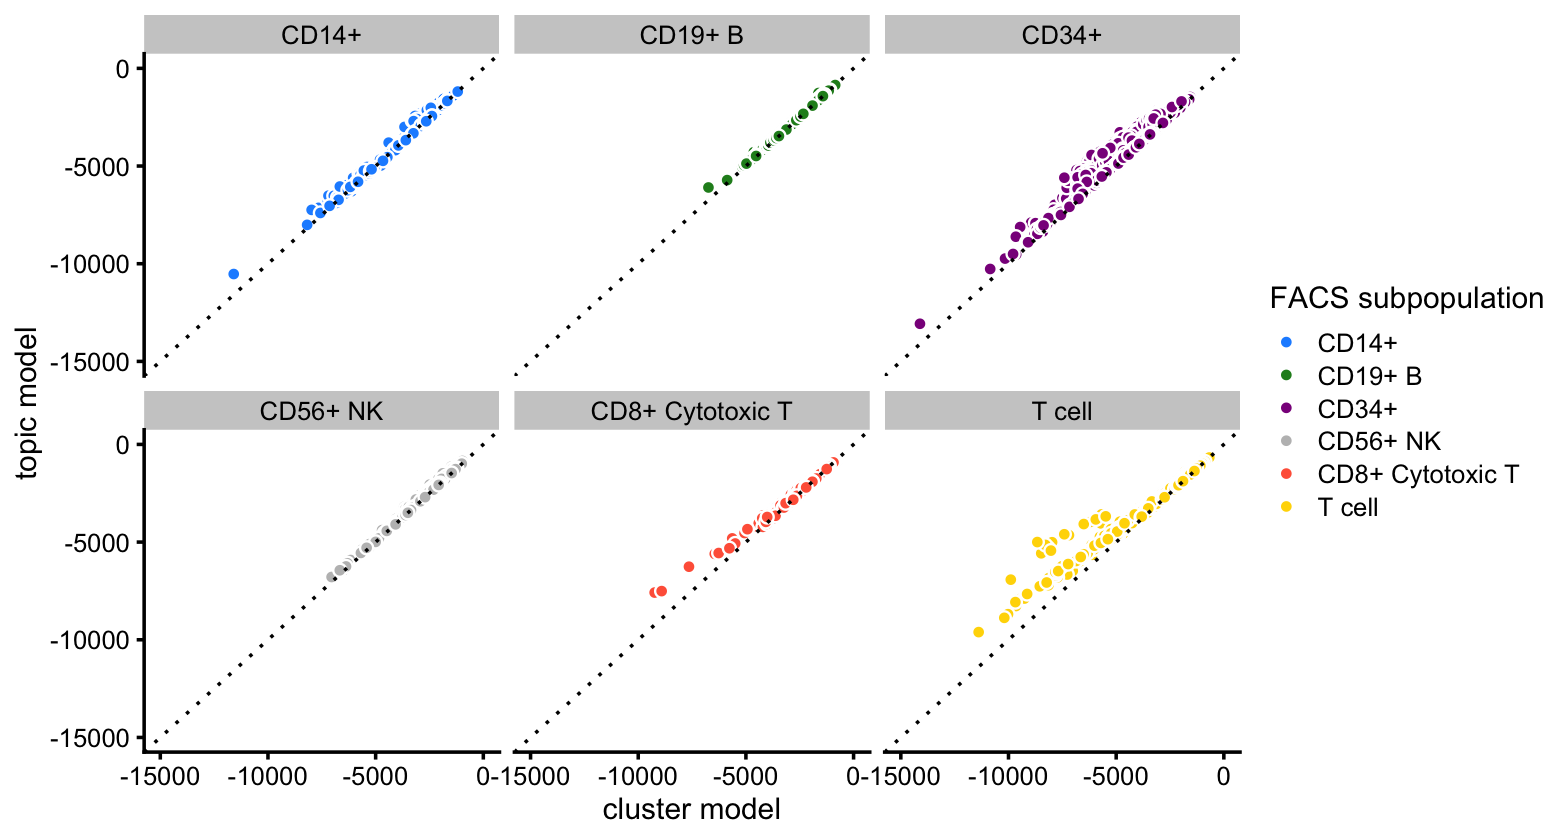 CD14+ CD19+ B CD34+
0
-5000
-10000
-15000
CD56+ NK CD8+ Cytotoxic T T cell
0
-5000
-10000
-15000
-15000 -10000 -5000 0 -15000 -10000 -5000 0 -15000 -10000 -5000 0
cluster model
topic model
FACS subpopulation
CD14+
CD19+ B
CD34+
CD56+ NK
CD8+ Cytotoxic T
T cell